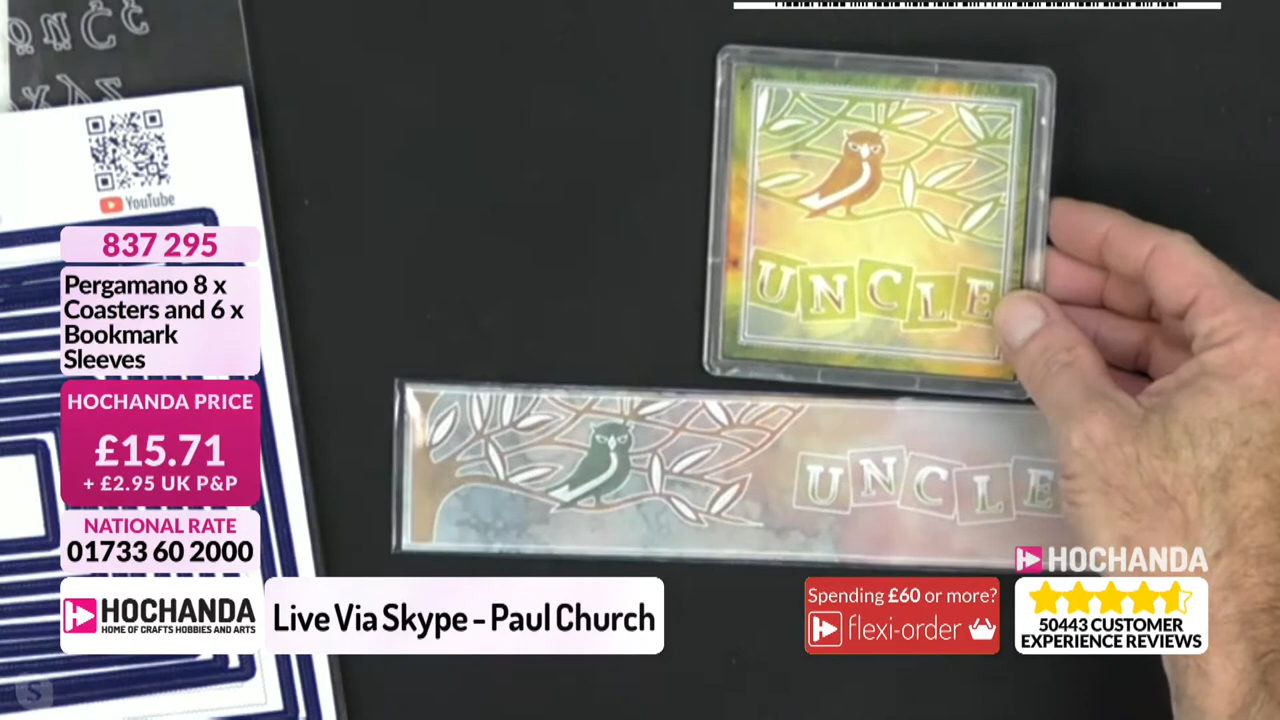 YouTube
837 295
Pergamano 8 x
Coasters and 6 x
Bookmark
Sleeves
HOCHANDA PRICE
£15.71
+ £2.95 UK P&P
NATIONAL RATE
01733 60 2000
UNCLE
UNCLE
HOCHANDA
HOCHANDA
HOME OF CRAFTS HOBBIES AND ARTS
Live Via Skype - Paul Church
Spending £60 or more?
flexi-order
50443 CUSTOMER
EXPERIENCE REVIEWS